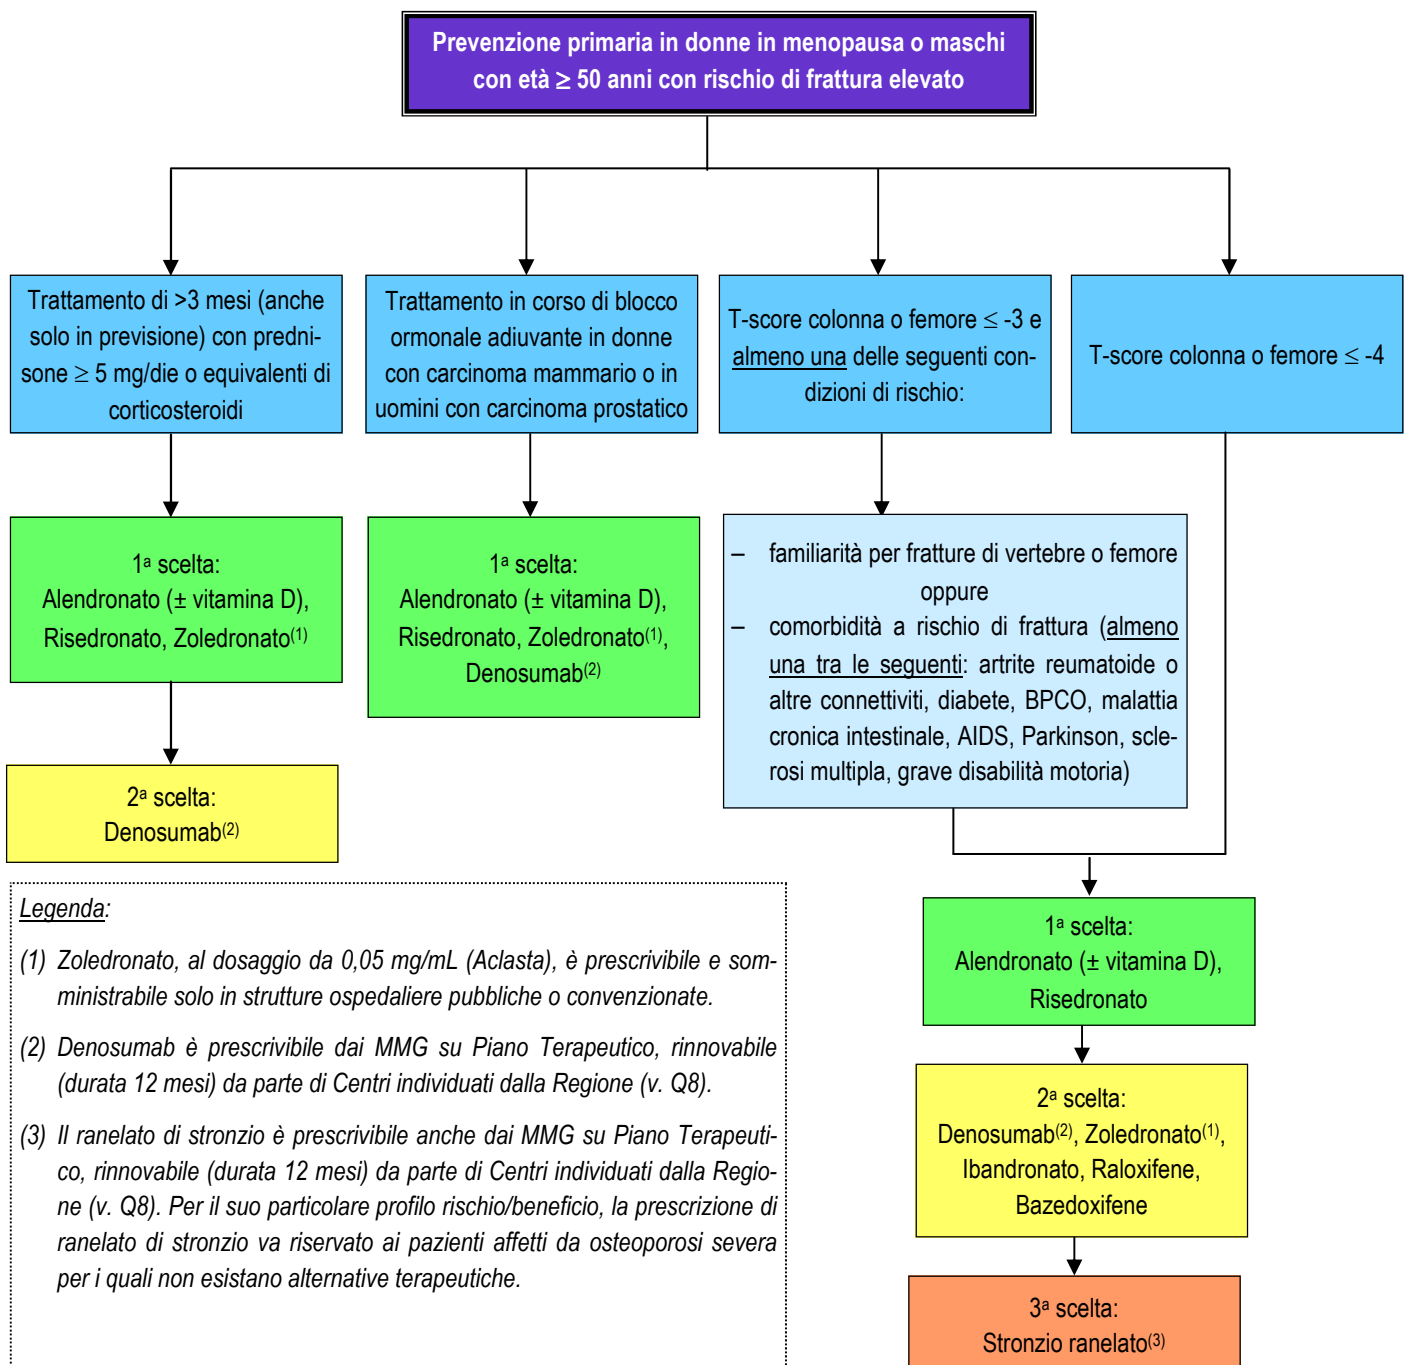 Prevenzione primaria in donne in menopausa o maschi
con età ≥ 50 anni con rischio di frattura elevato
Trattamento di >3 mesi (anche
solo in previsione) con predni-
sone ≥ 5 mg/die o equivalenti di
corticosteroidi
Trattamento in corso di blocco
ormonale adiuvante in donne
con carcinoma mammario o in
uomini con carcinoma prostatico
T-score colonna o femore ≤ -3 e
almeno una delle seguenti con-
dizioni di rischio:
T-score colonna o femore ≤ -4
1ª scelta:
Alendronato (± vitamina D),
Risedronato, Zoledronato(1)
1ª scelta:
Alendronato (± vitamina D),
Risedronato, Zoledronato(1),
Denosumab(2)
– familiarità per fratture di vertebre o femore
oppure
– comorbidità a rischio di frattura (almeno
una tra le seguenti: artrite reumatoide o
altre connettiviti, diabete, BPCO, malattia
cronica intestinale, AIDS, Parkinson, scle-
rosi multipla, grave disabilità motoria)
2ª scelta:
Denosumab(2)
Legenda:
(1) Zoledronato, al dosaggio da 0,05 mg/mL (Aclasta), è prescrivibile e som-
ministrabile solo in strutture ospedaliere pubbliche o convenzionate.
(2) Denosumab è prescrivibile dai MMG su Piano Terapeutico, rinnovabile
(durata 12 mesi) da parte di Centri individuati dalla Regione (v. Q8).
(3) Il ranelato di stronzio è prescrivibile anche dai MMG su Piano Terapeuti-
co, rinnovabile (durata 12 mesi) da parte di Centri individuati dalla Regio-
ne (v. Q8). Per il suo particolare profilo rischio/beneficio, la prescrizione di
ranelato di stronzio va riservato ai pazienti affetti da osteoporosi severa
per i quali non esistano alternative terapeutiche.
1ª scelta:
Alendronato (± vitamina D),
Risedronato
2ª scelta:
Denosumab(2), Zoledronato(1),
Ibandronato, Raloxifene,
Bazedoxifene
3ª scelta:
Stronzio ranelato(3)